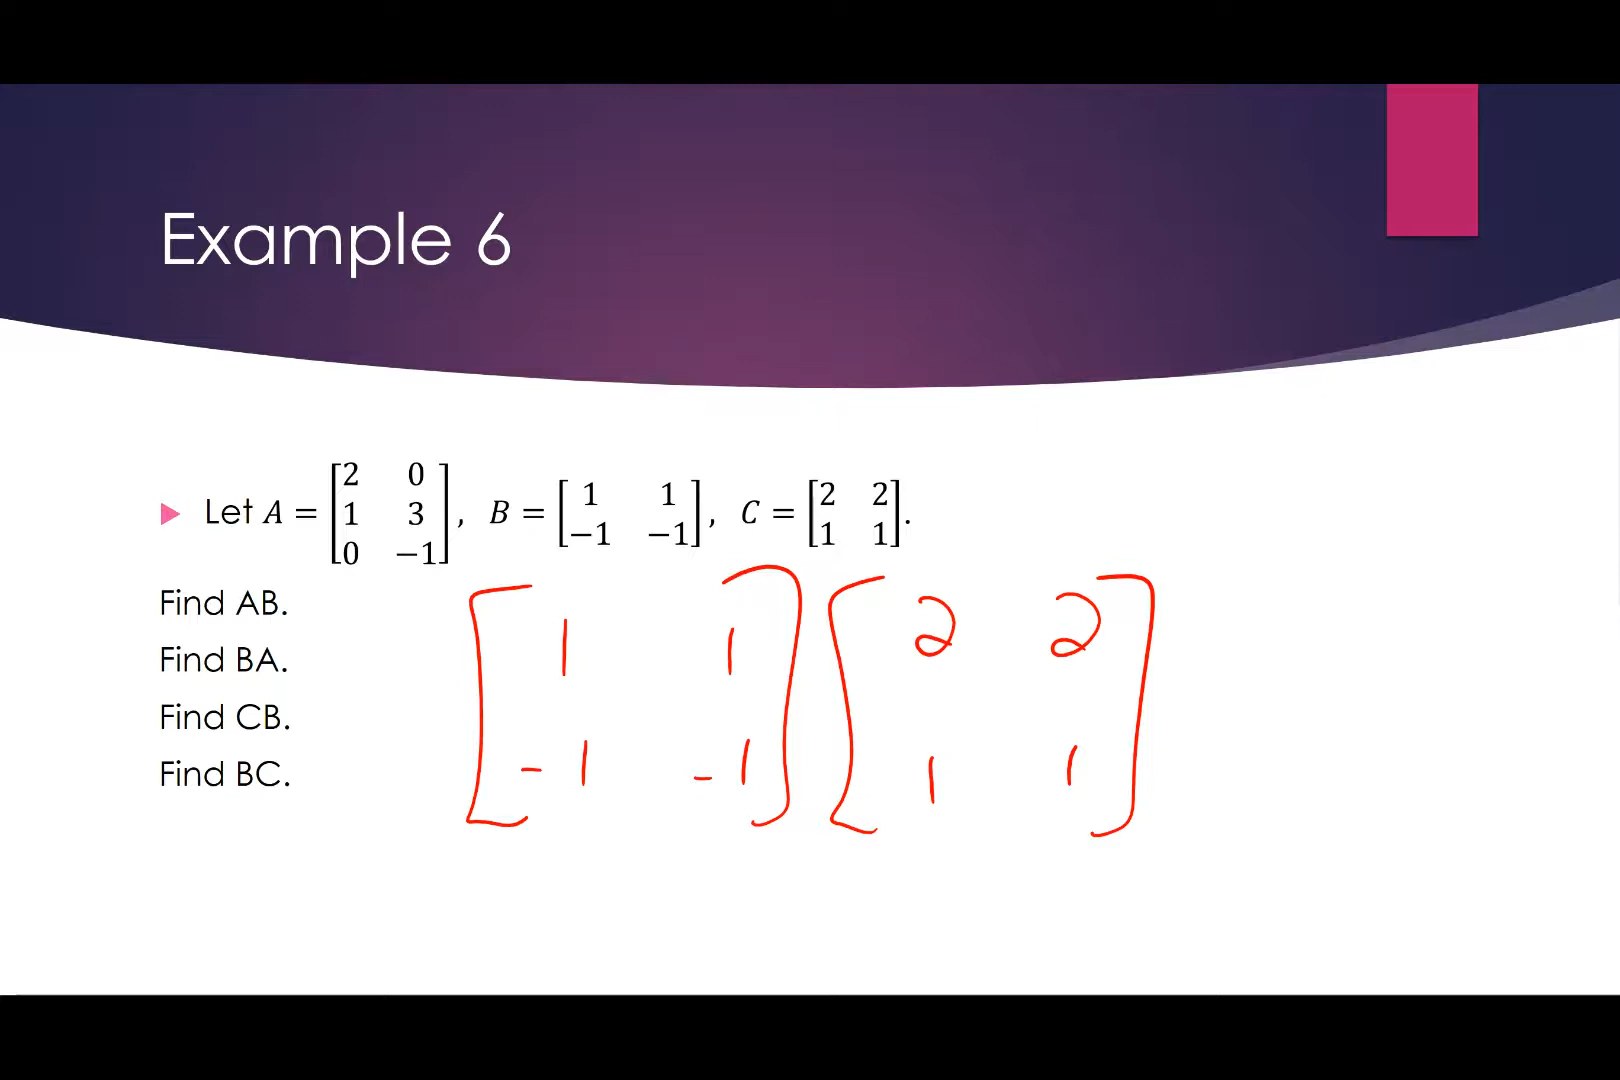 Example 6
Let A = [2 0; 1 3; 0 −1], B = [1 1; −1 −1], C = [2 2; 1 1].
Find AB.
Find BA.
Find CB.
Find BC.
[1 1] [2 2]
[-1 -1] [1 1]